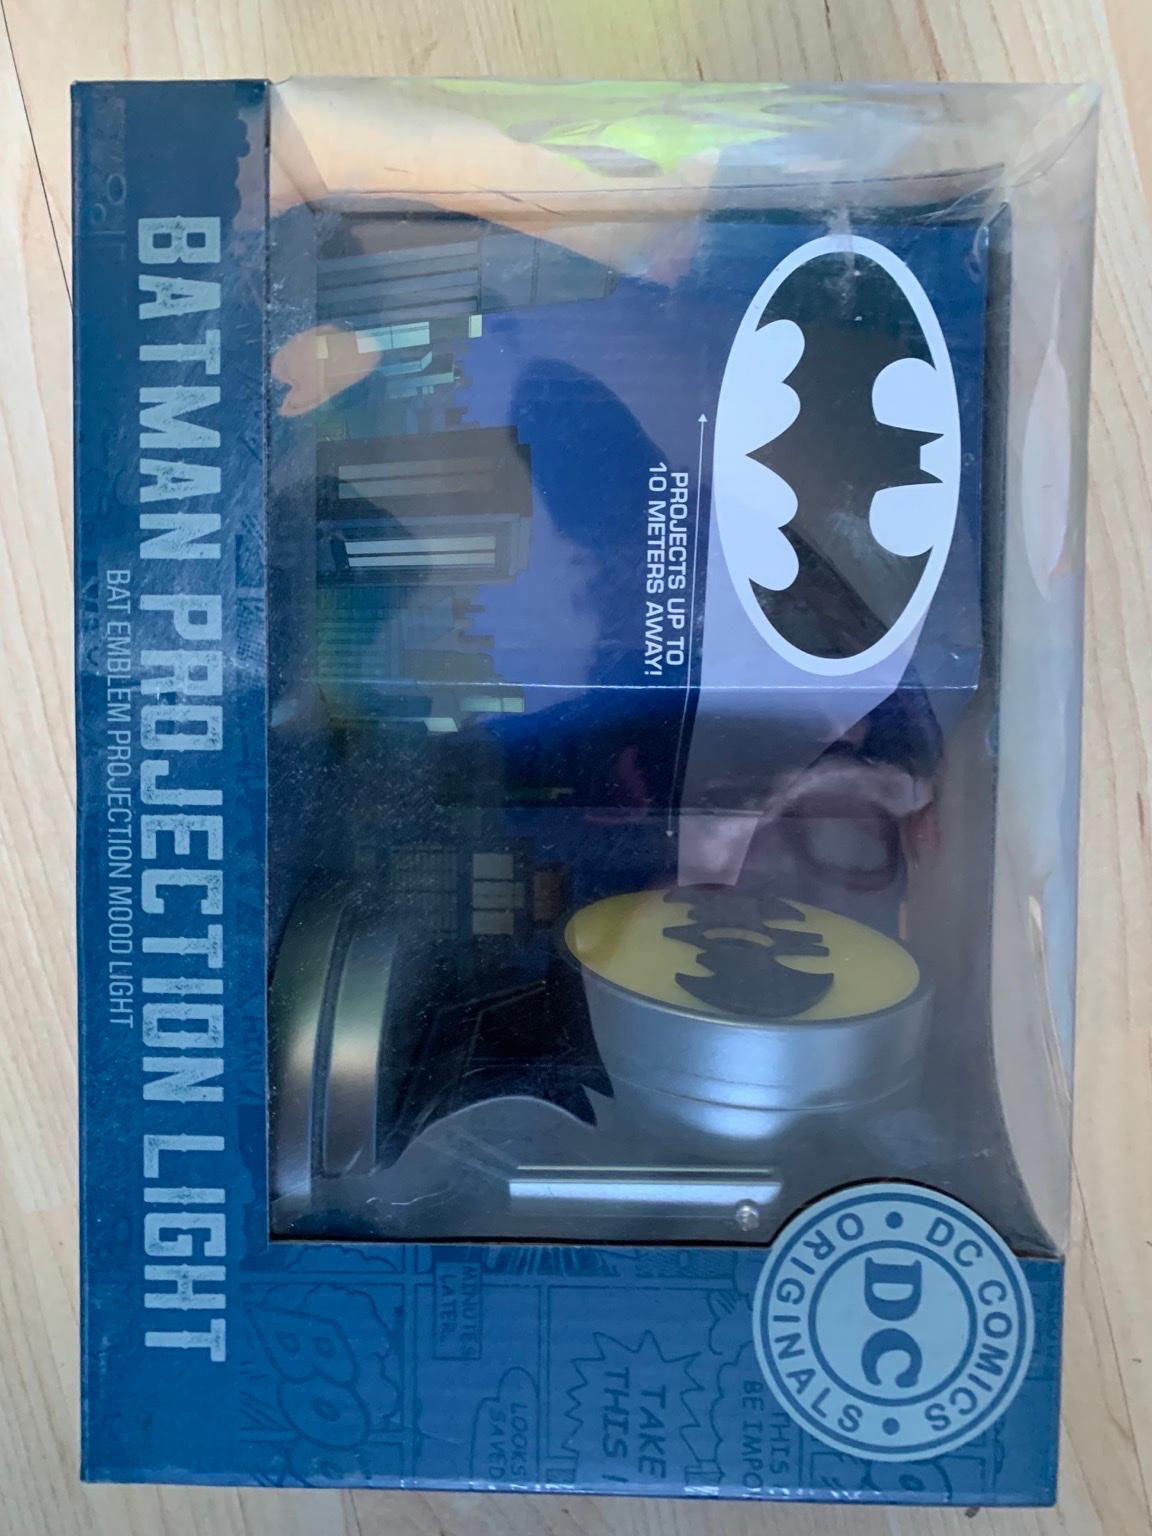 DC COMICS
ORIGINALS
DC
PROJECTS UP TO
10 METERS AWAY!
MINUTES
LATER..
LOOKS
SAVED
TAKE
THIS
THIS
BE
BATMAN PROJECTION LIGHT
BAT EMBLEM PROJECTION MOOD LIGHT